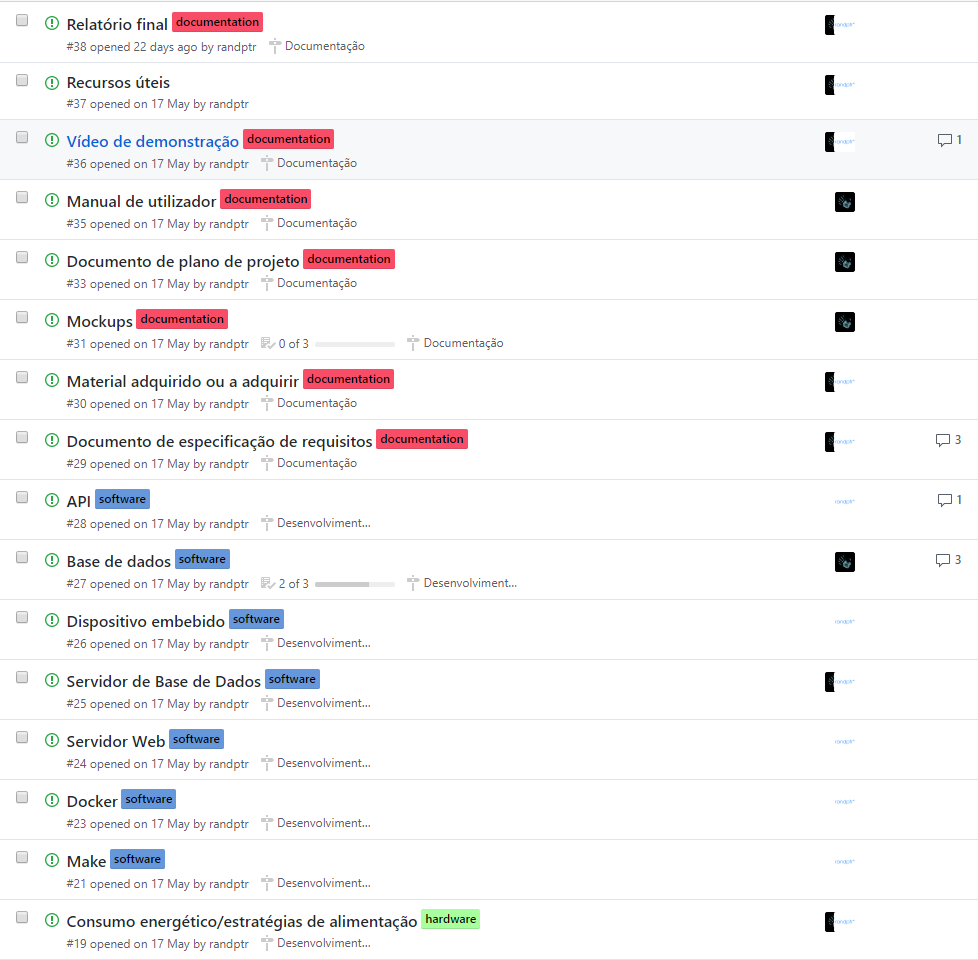 Relatório final documentation
#38 opened 22 days ago by randptr Documentação
Recursos úteis
#37 opened on 17 May by randptr
Vídeo de demonstração documentation 1
#36 opened on 17 May by randptr Documentação
Manual de utilizador documentation
#35 opened on 17 May by randptr Documentação
Documento de plano de projeto documentation
#33 opened on 17 May by randptr Documentação
Mockups documentation
#31 opened on 17 May by randptr 0 of 3 Documentação
Material adquirido ou a adquirir documentation
#30 opened on 17 May by randptr Documentação
Documento de especificação de requisitos documentation 3
#29 opened on 17 May by randptr Documentação
API software 1
#28 opened on 17 May by randptr Desenvolviment...
Base de dados software 3
#27 opened on 17 May by randptr 2 of 3 Desenvolviment...
Dispositivo embebido software
#26 opened on 17 May by randptr Desenvolviment...
Servidor de Base de Dados software
#25 opened on 17 May by randptr Desenvolviment...
Servidor Web software
#24 opened on 17 May by randptr Desenvolviment...
Docker software
#23 opened on 17 May by randptr Desenvolviment...
Make software
#21 opened on 17 May by randptr Desenvolviment...
Consumo energético/estratégias de alimentação hardware
#19 opened on 17 May by randptr Desenvolviment...